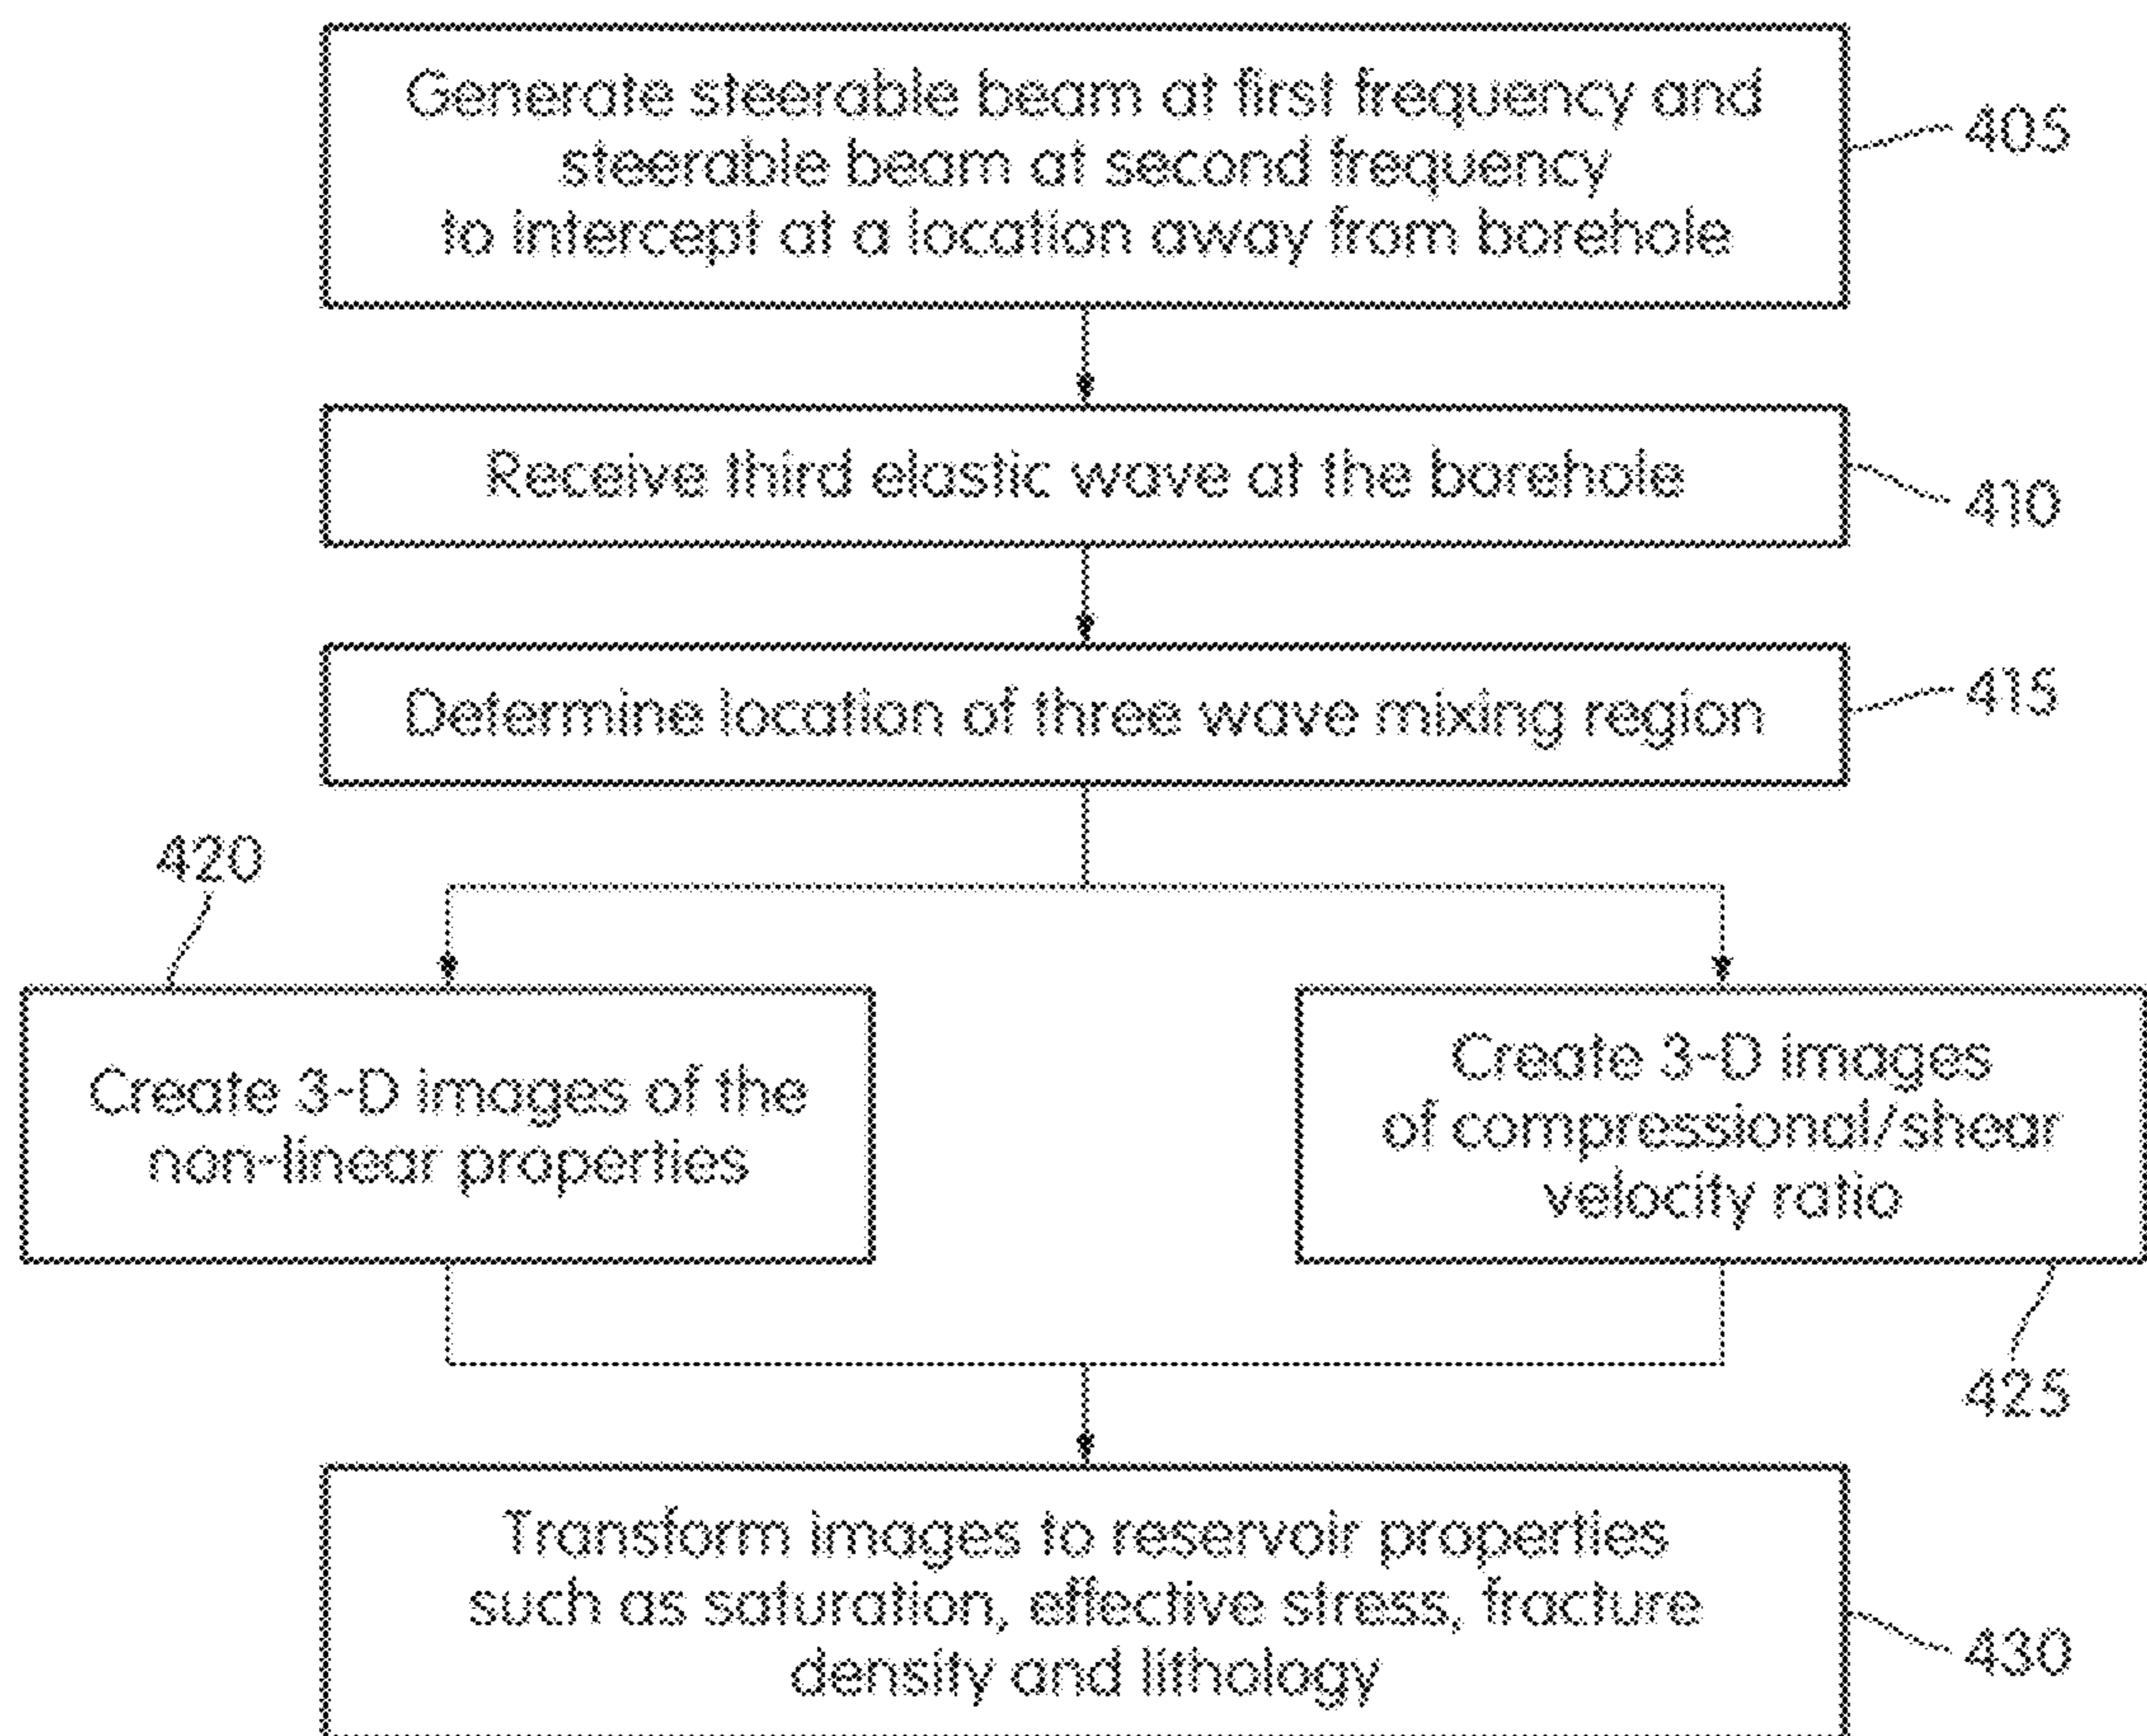 Generate steerable beam at first frequency and
steerable beam at second frequency
to intercept at a location away from borehole
405
Receive third elastic wave at the borehole
410
Determine location of three wave mixing region
415
420
Create 3-D images of the
non-linear properties
Create 3-D images
of compressional/shear
velocity ratio
425
Transform images to reservoir properties
such as saturation, effective stress, fracture
density and lithology
430